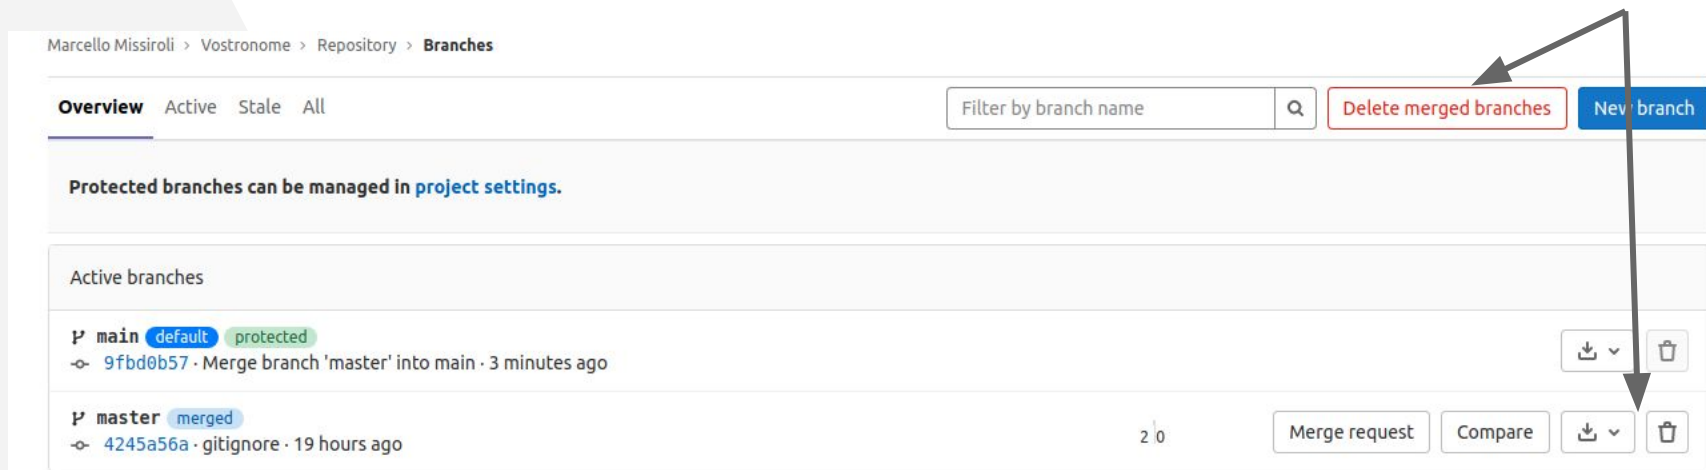 Marcello Missiroli › Vostronome › Repository › Branches
Overview Active Stale All Filter by branch name Delete merged branches New branch
Protected branches can be managed in project settings.
Active branches
main default protected
9fbd0b57 · Merge branch 'master' into main · 3 minutes ago
master merged
4245a56a · gitignore · 19 hours ago
2 0 Merge request Compare